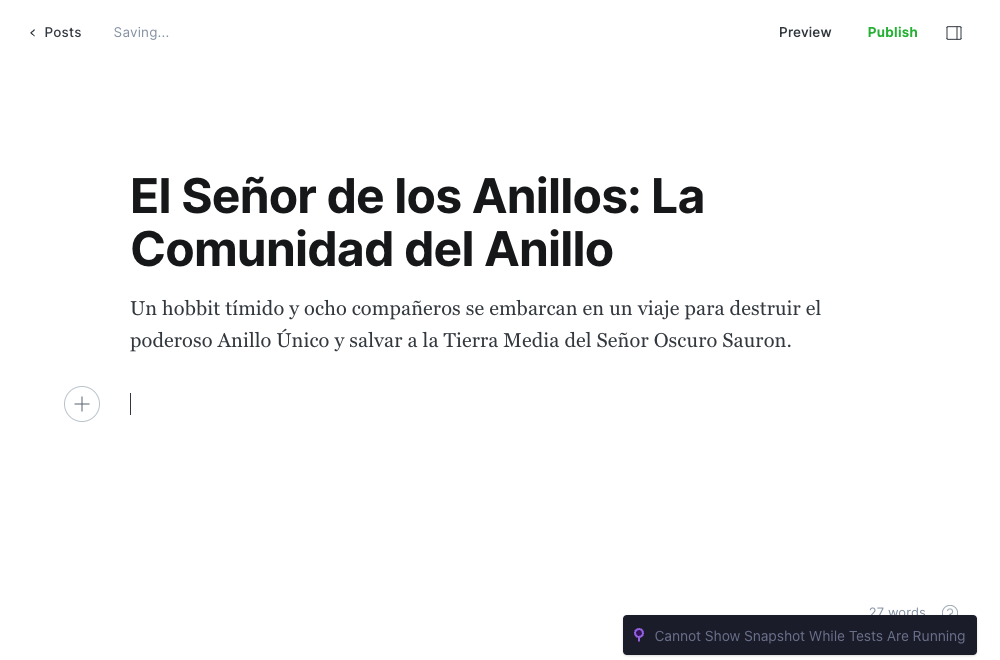 Posts
Saving...
Preview
Publish
El Señor de los Anillos: La
Comunidad del Anillo
Un hobbit tímido y ocho compañeros se embarcan en un viaje para destruir el
poderoso Anillo Único y salvar a la Tierra Media del Señor Oscuro Sauron.
27 words
Cannot Show Snapshot While Tests Are Running